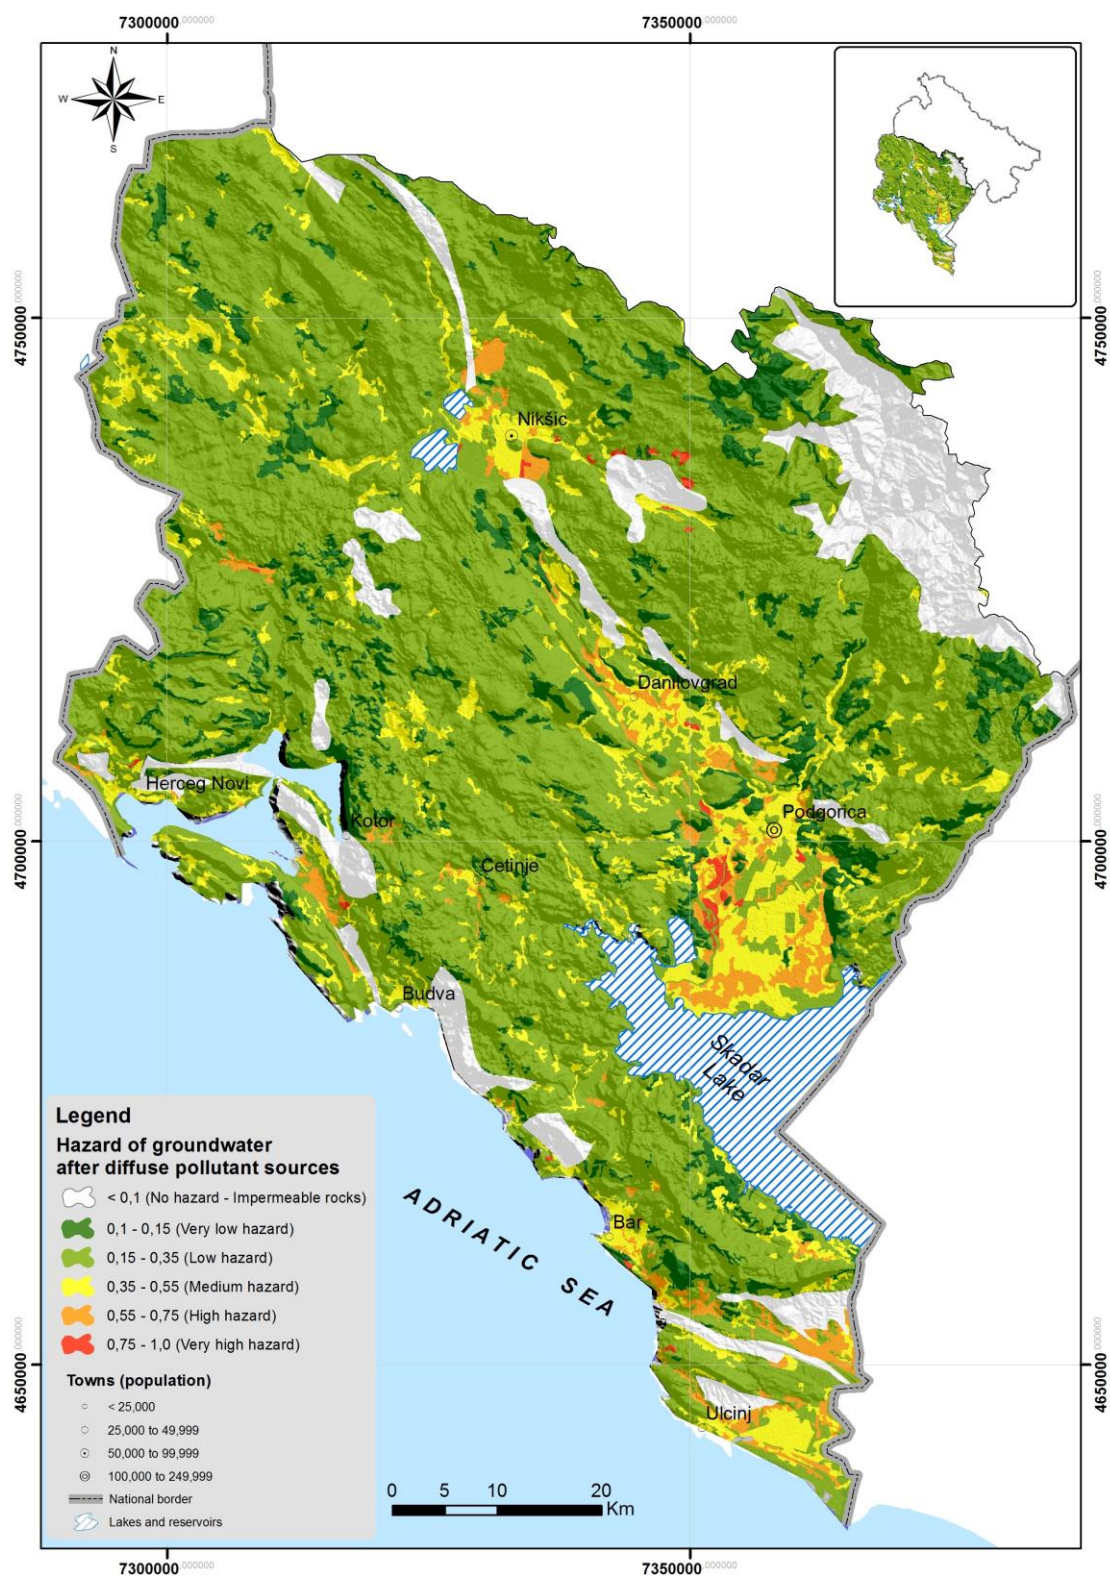 7300000,000000
7350000,000000
N
W
E
S
4750000,000000
4750000,000000
Nikšic
Danilovgrad
Herceg Novi
Podgorica
Kotor
4700000,000000
4700000,000000
Cetinje
Budva
Skadar
Lake
Legend
Hazard of groundwater
after diffuse pollutant sources
< 0,1 (No hazard - Impermeable rocks)
0,1 - 0,15 (Very low hazard)
0,15 - 0,35 (Low hazard)
0,35 - 0,55 (Medium hazard)
0,55 - 0,75 (High hazard)
0,75 - 1,0 (Very high hazard)
ADRIATIC SEA
Bar
4650000,000000
4650000,000000
Towns (population)
< 25,000
25,000 to 49,999
50,000 to 99,999
100,000 to 249,999
National border
Lakes and reservoirs
Ulcinj
0 5 10 20
Km
7300000,000000
7350000,000000